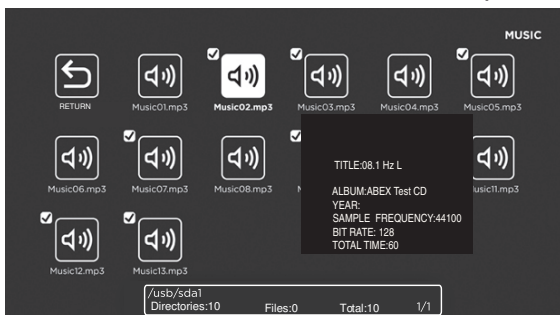 MUSIC
RETURN Music01.mp3 Music02.mp3 Music03.mp3 Music04.mp3 Music05.mp3
Music06.mp3 Music07.mp3 Music08.mp3
TITLE:08.1 Hz L
ALBUM:ABEX Test CD
YEAR:
SAMPLE FREQUENCY:44100
BIT RATE: 128
TOTAL TIME:60
Music12.mp3 Music13.mp3
/usb/sda1
Directories:10 Files:0 Total:10 1/1